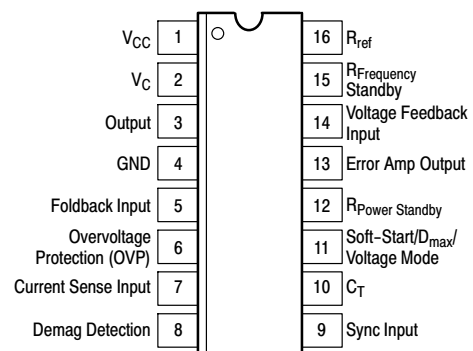 V_CC 1
V_C 2
Output 3
GND 4
Foldback Input 5
Overvoltage
Protection (OVP) 6
Current Sense Input 7
Demag Detection 8
16 R_ref
15 R_Frequency
Standby
14 Voltage Feedback
Input
13 Error Amp Output
12 R_Power Standby
11 Soft-Start/D_max/
Voltage Mode
10 C_T
9 Sync Input